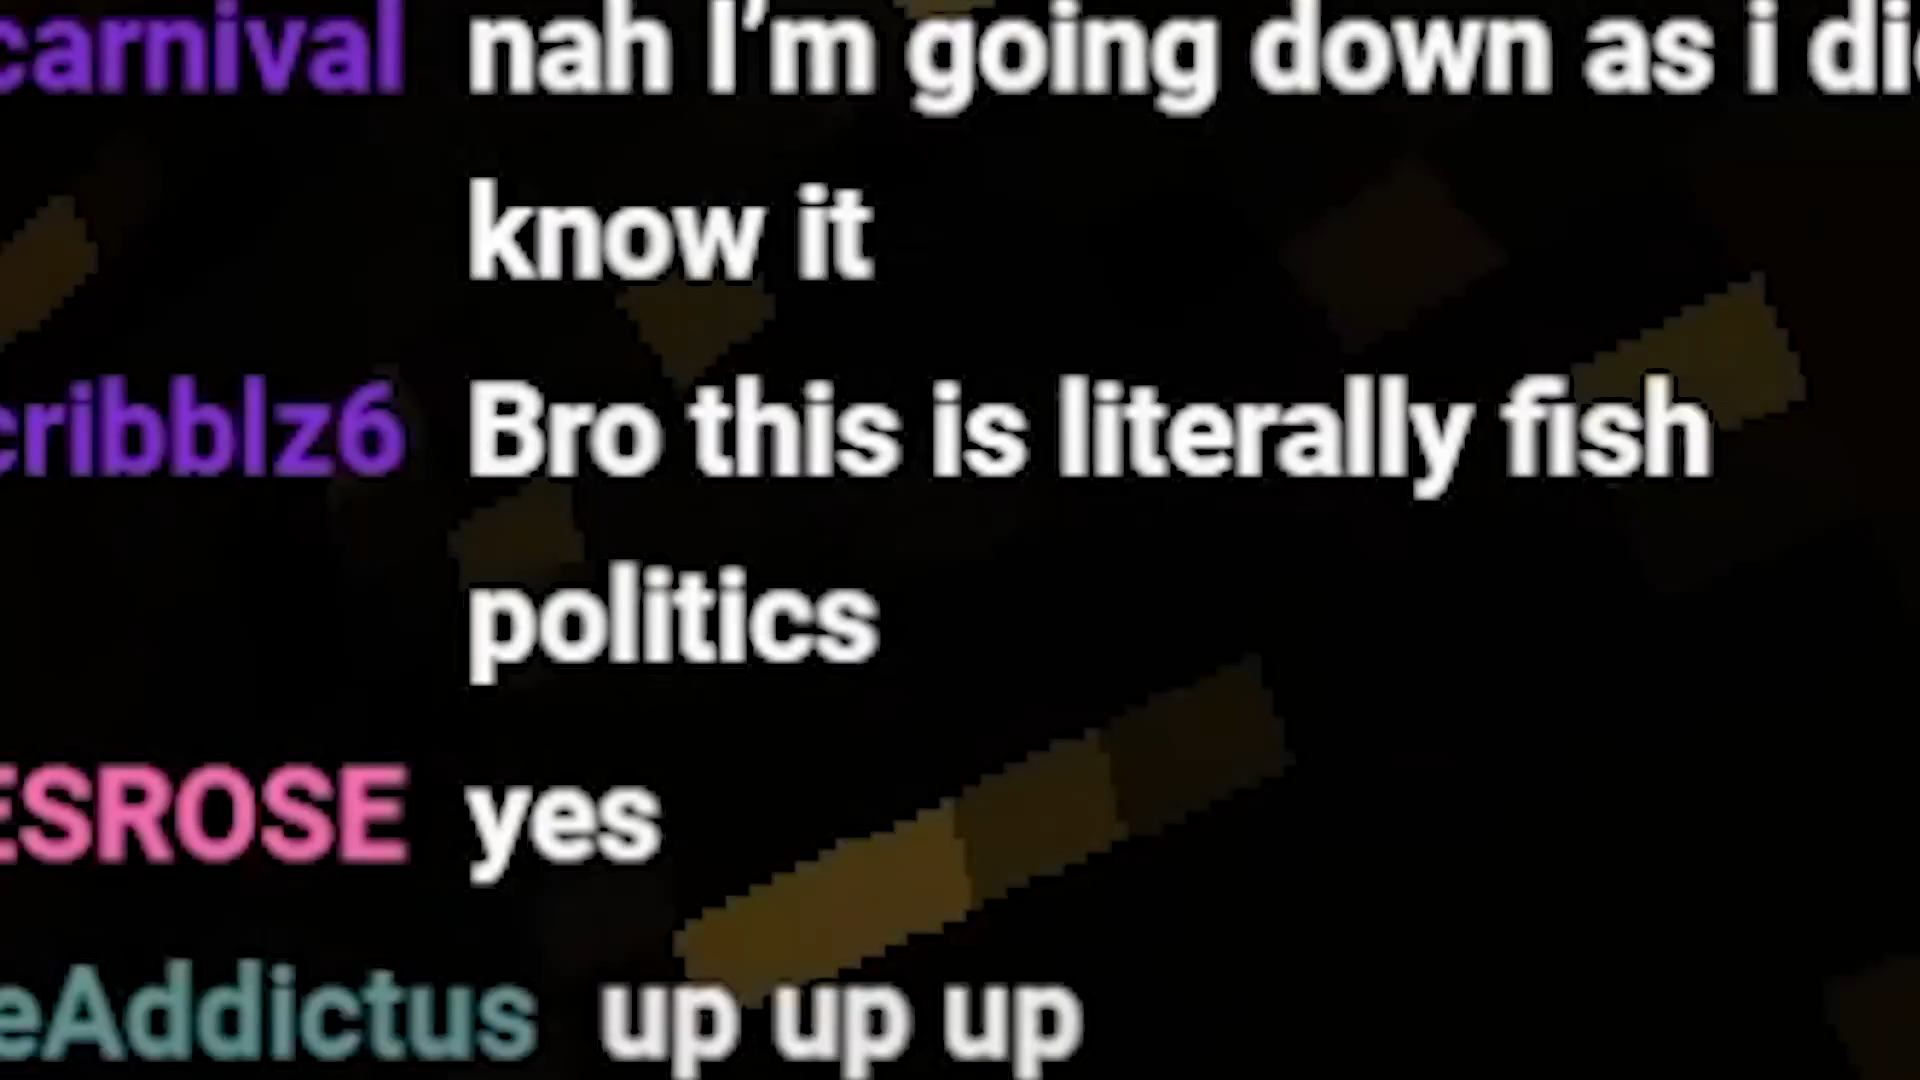 carnival nah I'm going down as i di
know it
cribblz6 Bro this is literally fish
politics
ESROSE yes
eAddictus up up up